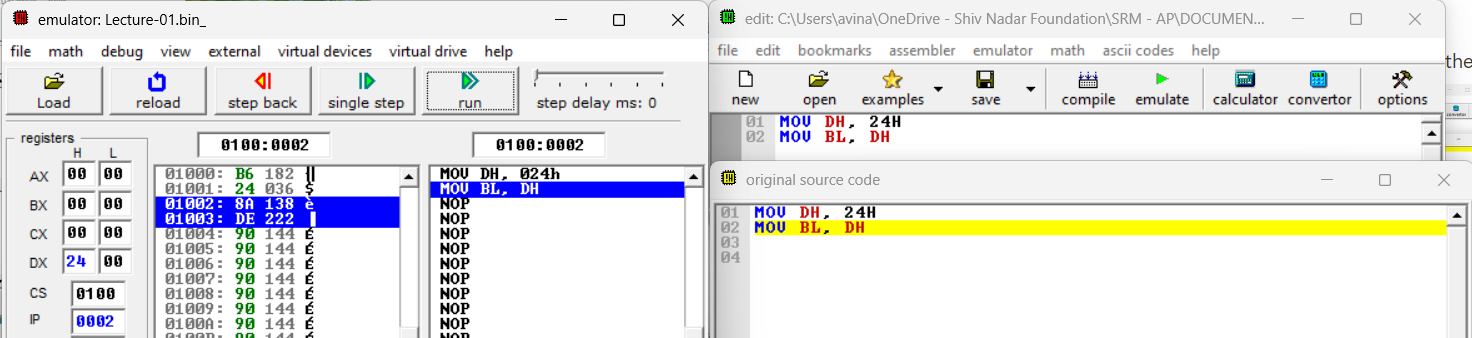 emulator: Lecture-01.bin_
file math debug view external virtual devices virtual drive help
Load reload step back single step run step delay ms: 0
registers
H L
AX 00 00
BX 00 00
CX 00 00
DX 24 00
CS 0100
IP 0002
0100:0002
01000: B6 182 ╢
01001: 24 036 $
01002: 8A 138 è
01003: DE 222 ▐
01004: 90 144 É
01005: 90 144 É
01006: 90 144 É
01007: 90 144 É
01008: 90 144 É
01009: 90 144 É
0100A: 90 144 É
0100B: 90 144 É
0100:0002
MOV DH, 024h
MOV BL, DH
NOP
NOP
NOP
NOP
NOP
NOP
NOP
NOP
NOP
NOP
edit: C:\Users\avina\OneDrive - Shiv Nadar Foundation\SRM - AP\DOCUMEN...
file edit bookmarks assembler emulator math ascii codes help
new open examples save compile emulate calculator convertor options
01 MOV DH, 24H
02 MOV BL, DH
original source code
01 MOV DH, 24H
02 MOV BL, DH
03
04
the
convertor